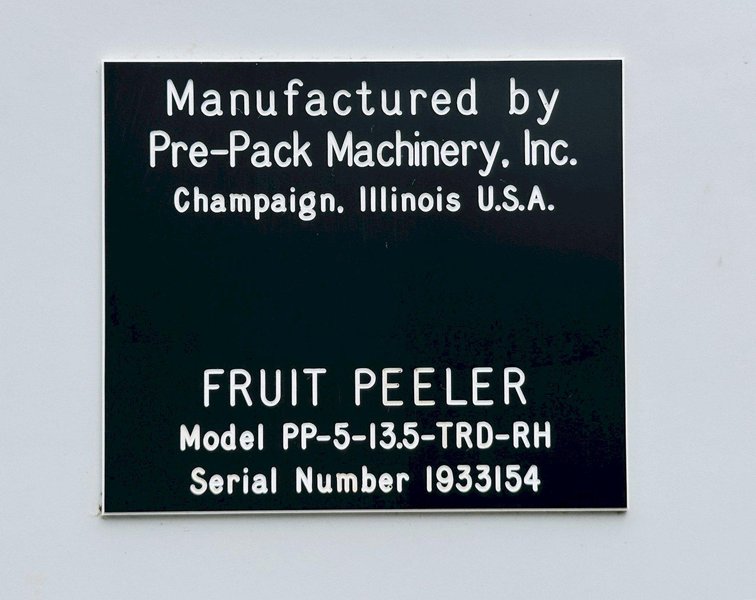 Manufactured by
Pre-Pack Machinery, Inc.
Champaign, Illinois U.S.A.
FRUIT PEELER
Model PP-5-13.5-TRD-RH
Serial Number 1933154